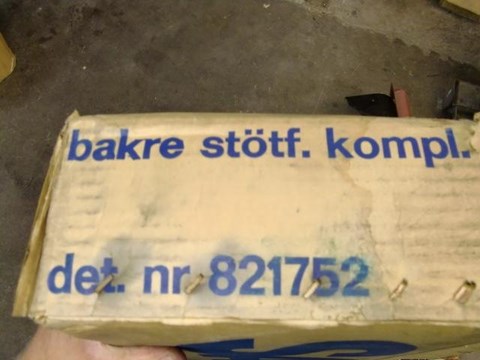 bakre stötf. kompl.
det. nr 821752